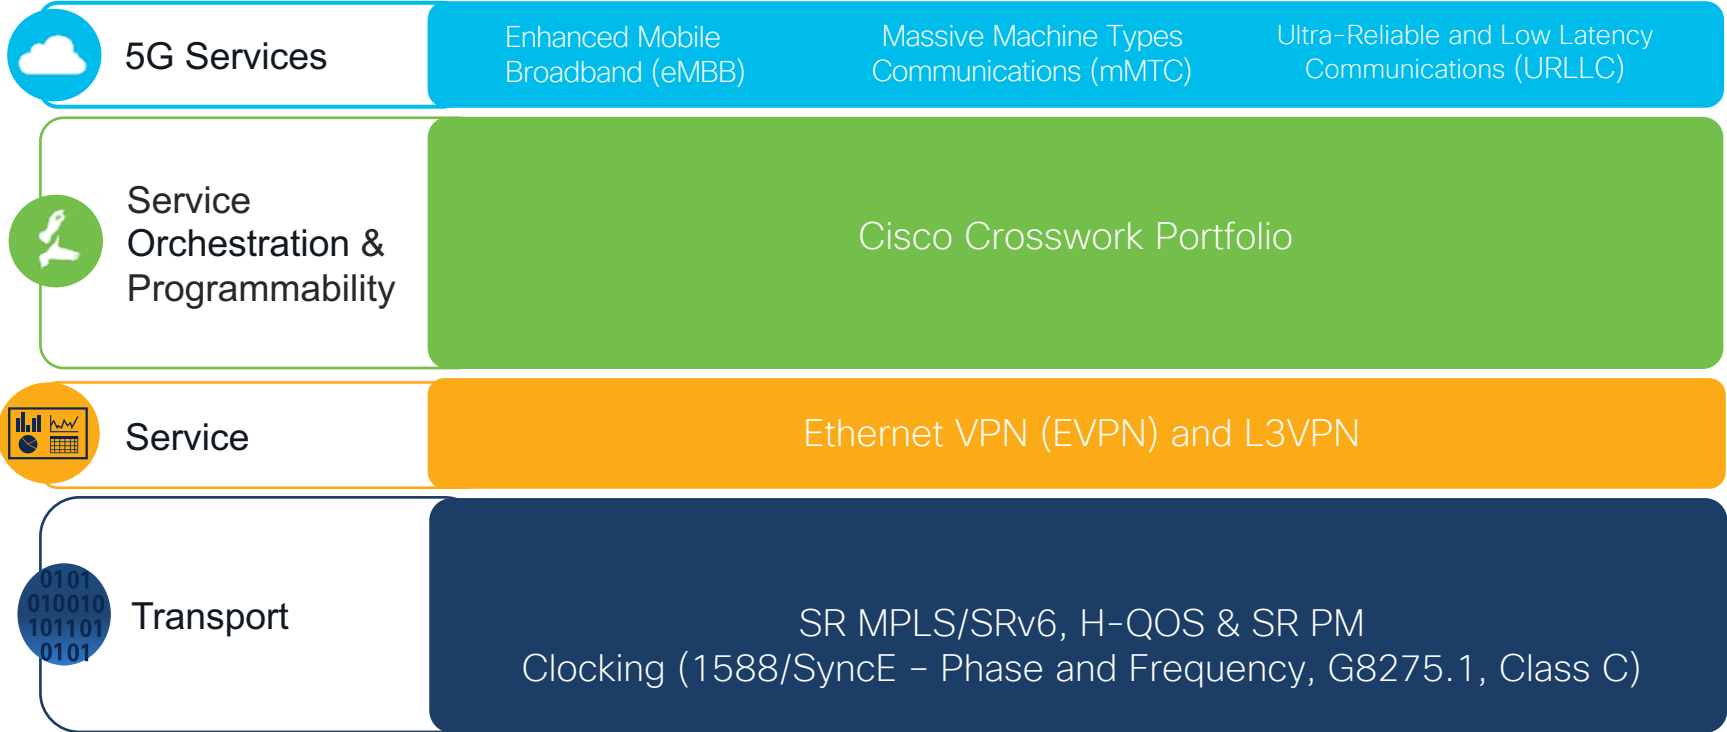 5G Services
Enhanced Mobile
Broadband (eMBB)
Massive Machine Types
Communications (mMTC)
Ultra-Reliable and Low Latency
Communications (URLLC)
Service
Orchestration &
Programmability
Cisco Crosswork Portfolio
Service
Ethernet VPN (EVPN) and L3VPN
0101
010010
101101
0101
Transport
SR MPLS/SRv6, H-QOS & SR PM
Clocking (1588/SyncE – Phase and Frequency, G8275.1, Class C)